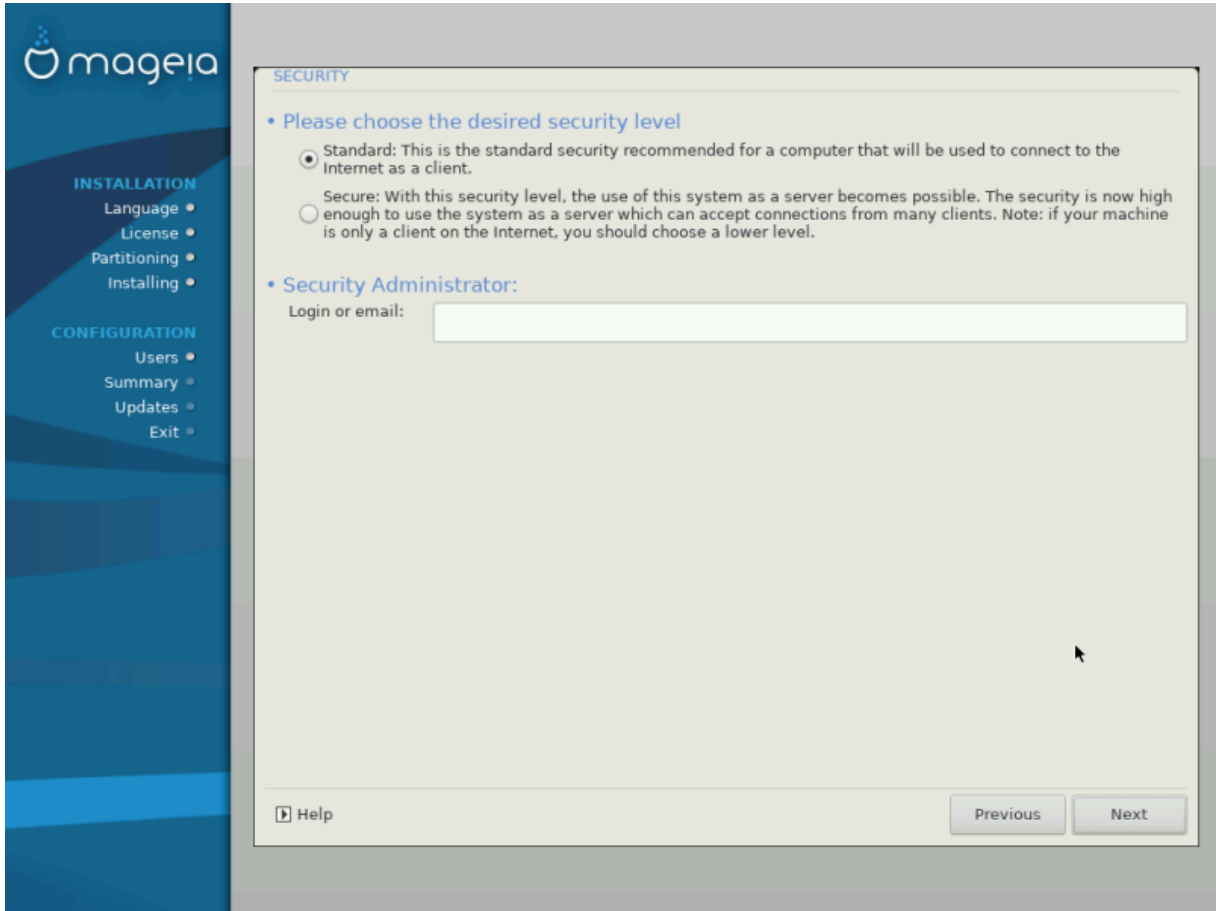 mageia
INSTALLATION
Language
License
Partitioning
Installing
CONFIGURATION
Users
Summary
Updates
Exit
SECURITY
• Please choose the desired security level
Standard: This is the standard security recommended for a computer that will be used to connect to the
Internet as a client.
Secure: With this security level, the use of this system as a server becomes possible. The security is now high
enough to use the system as a server which can accept connections from many clients. Note: if your machine
is only a client on the Internet, you should choose a lower level.
• Security Administrator:
Login or email:
Help
Previous
Next